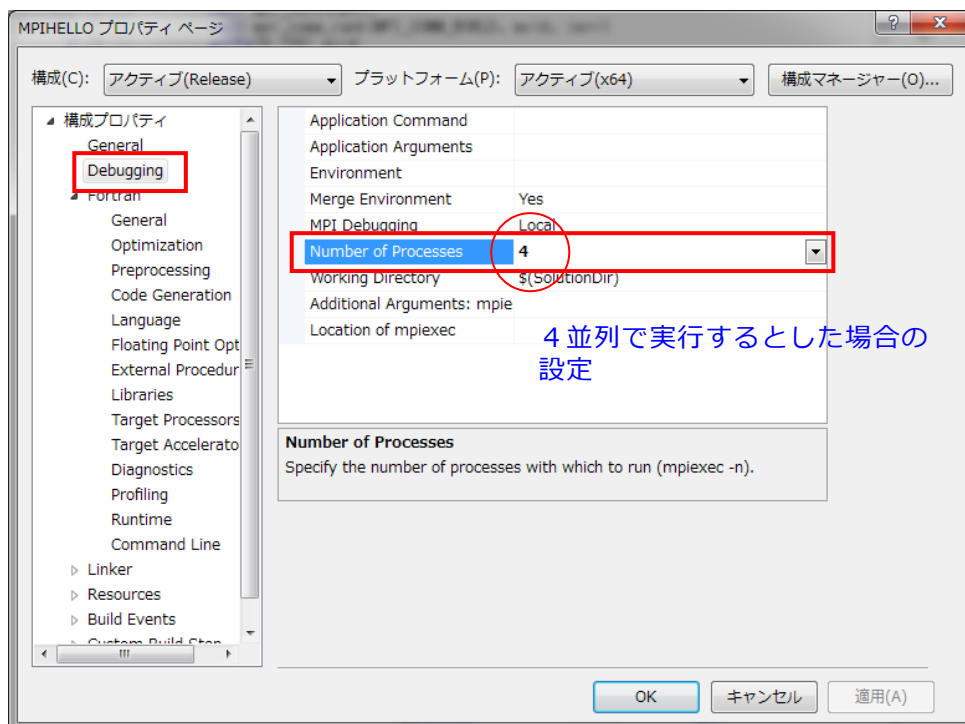 MPIHELLO プロパティ ページ
構成(C): アクティブ(Release) プラットフォーム(P): アクティブ(x64) 構成マネージャー(O)...
構成プロパティ
General
Debugging
Fortran
General
Optimization
Preprocessing
Code Generation
Language
Floating Point Opt
External Procedur
Libraries
Target Processors
Target Accelerato
Diagnostics
Profiling
Runtime
Command Line
Linker
Resources
Build Events
Custom Build Step
Application Command
Application Arguments
Environment
Merge Environment Yes
MPI Debugging Local
Number of Processes 4
Working Directory $(SolutionDir)
Additional Arguments: mpie
Location of mpiexec
４並列で実行するとした場合の
設定
Number of Processes
Specify the number of processes with which to run (mpiexec -n).
OK キャンセル 適用(A)